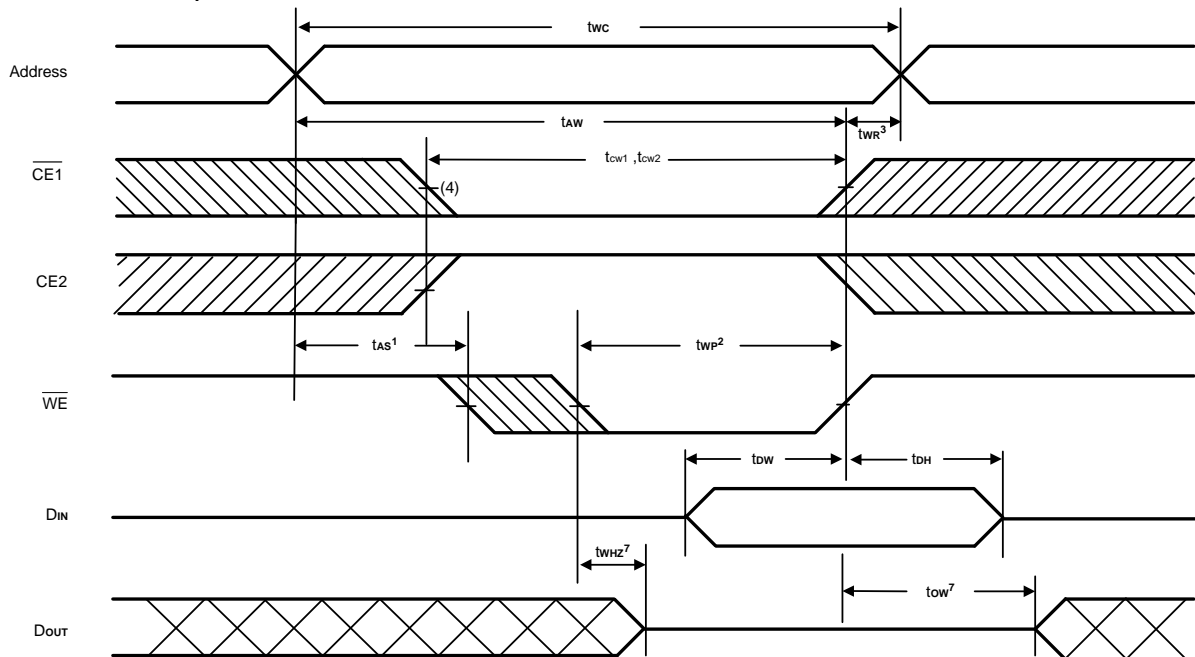 tWC
Address
tAW
tWR3
tcw1 ,tcw2
CE1
(4)
CE2
tAS1
tWP2
WE
tDW
tDH
DIN
tWHZ7
tOW7
DOUT